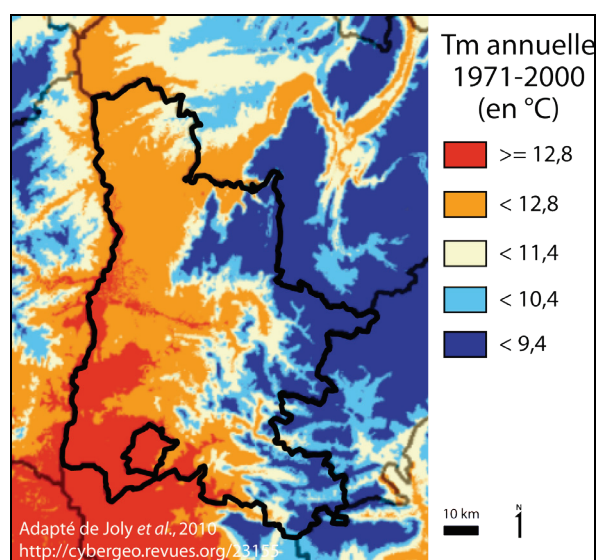 Tm annuelle
1971-2000
(en °C)
>= 12,8
< 12,8
< 11,4
< 10,4
< 9,4
10 km
N
Adapté de Joly et al., 2010
http://cybergeo.revues.org/23155